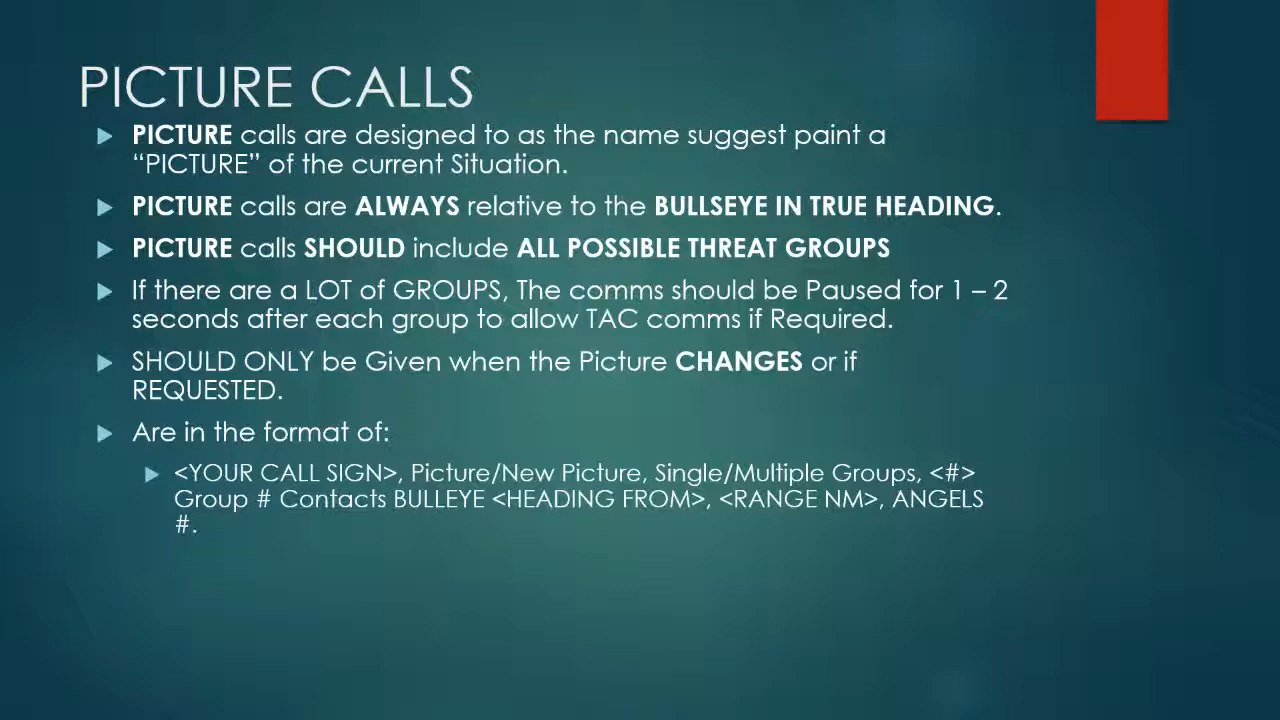 PICTURE CALLS
PICTURE calls are designed to as the name suggest paint a
“PICTURE” of the current Situation.
PICTURE calls are ALWAYS relative to the BULLSEYE IN TRUE HEADING.
PICTURE calls SHOULD include ALL POSSIBLE THREAT GROUPS
If there are a LOT of GROUPS, The comms should be Paused for 1 – 2
seconds after each group to allow TAC comms if Required.
SHOULD ONLY be Given when the Picture CHANGES or if
REQUESTED.
Are in the format of:
<YOUR CALL SIGN>, Picture/New Picture, Single/Multiple Groups, <#>
Group # Contacts BULLEYE <HEADING FROM>, <RANGE NM>, ANGELS
#.